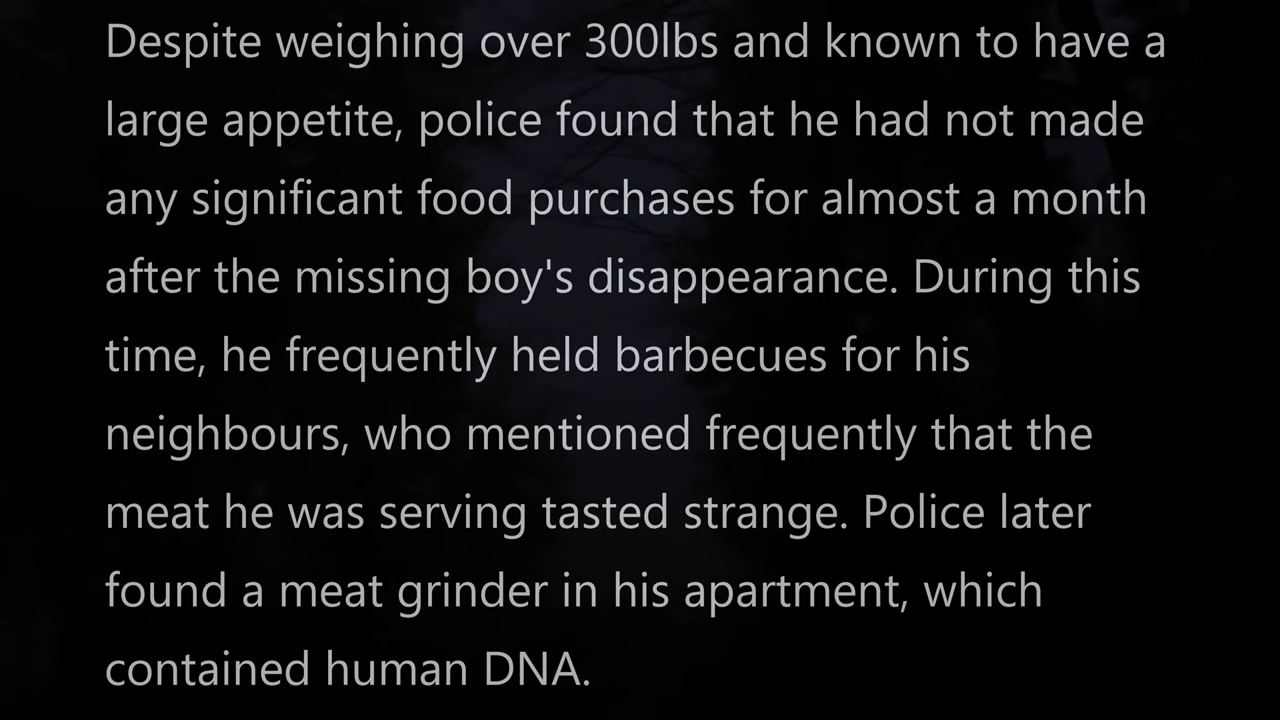 Despite weighing over 300lbs and known to have a
large appetite, police found that he had not made
any significant food purchases for almost a month
after the missing boy's disappearance. During this
time, he frequently held barbecues for his
neighbours, who mentioned frequently that the
meat he was serving tasted strange. Police later
found a meat grinder in his apartment, which
contained human DNA.